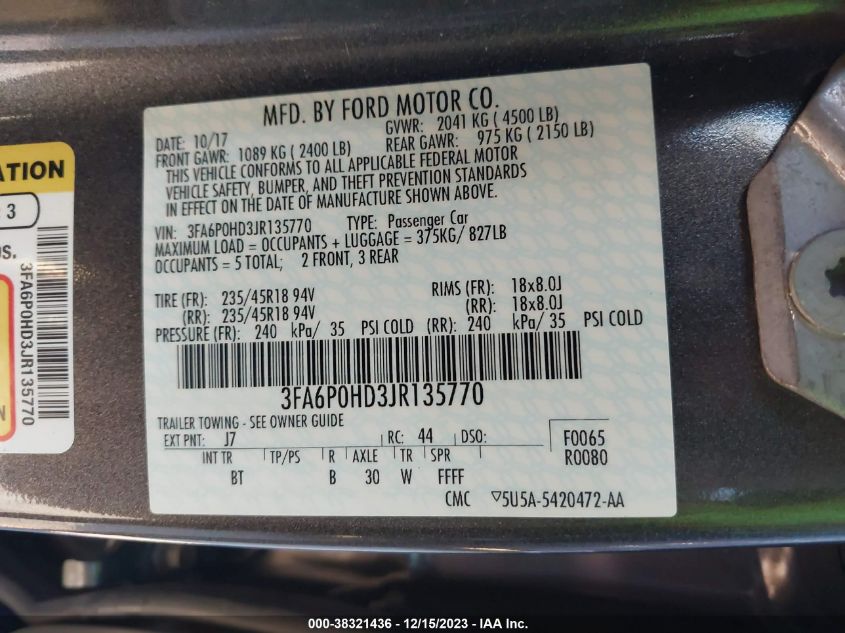 MFD. BY FORD MOTOR CO.
DATE: 10/17
GVWR: 2041 KG ( 4500 LB)
FRONT GAWR: 1089 KG ( 2400 LB)
REAR GAWR: 975 KG ( 2150 LB)
THIS VEHICLE CONFORMS TO ALL APPLICABLE FEDERAL MOTOR
VEHICLE SAFETY, BUMPER, AND THEFT PREVENTION STANDARDS
IN EFFECT ON THE DATE OF MANUFACTURE SHOWN ABOVE.
VIN: 3FA6P0HD3JR135770 TYPE: Passenger Car
MAXIMUM LOAD = OCCUPANTS + LUGGAGE = 375KG/ 827LB
OCCUPANTS = 5 TOTAL; 2 FRONT, 3 REAR
TIRE (FR): 235/45R18 94V RIMS (FR): 18x8.0J
(RR): 235/45R18 94V (RR): 18x8.0J
PRESSURE (FR): 240 kPa/ 35 PSI COLD (RR): 240 kPa/ 35 PSI COLD
3FA6P0HD3JR135770
TRAILER TOWING - SEE OWNER GUIDE
EXT PNT: J7 RC: 44 DSO: F0065
R0080
INT TR TP/PS R AXLE TR SPR
BT B 30 W FFFF
CMC 5U5A-5420472-AA
ATION
3
3FA6P0HD3JR135770
000-38321436 - 12/15/2023 - IAA Inc.